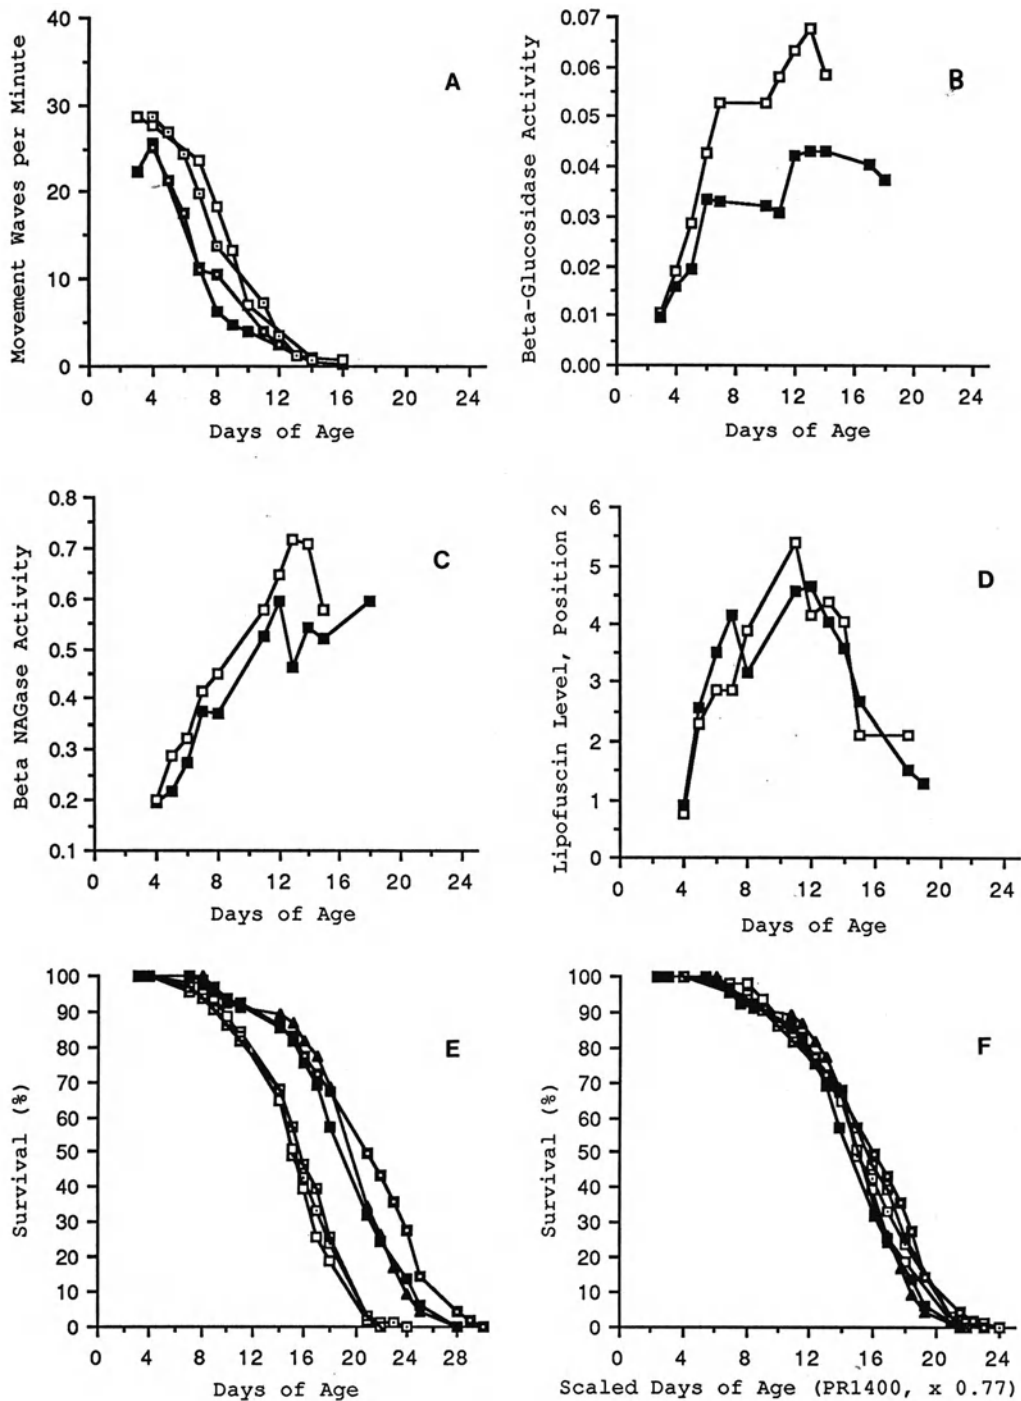 A
Movement Waves per Minute
40
30
20
10
0
0 4 8 12 16 20 24
Days of Age
B
Beta-Glucosidase Activity
0.07
0.06
0.05
0.04
0.03
0.02
0.01
0.00
0 4 8 12 16 20 24
Days of Age
C
Beta NAGase Activity
0.8
0.7
0.6
0.5
0.4
0.3
0.2
0.1
0 4 8 12 16 20 24
Days of Age
D
Lipofuscin Level, Position 2
6
5
4
3
2
1
0
0 4 8 12 16 20 24
Days of Age
E
Survival (%)
100
90
80
70
60
50
40
30
20
10
0
0 4 8 12 16 20 24 28
Days of Age
F
Survival (%)
100
90
80
70
60
50
40
30
20
10
0
0 4 8 12 16 20 24
Scaled Days of Age (PR1400, x 0.77)